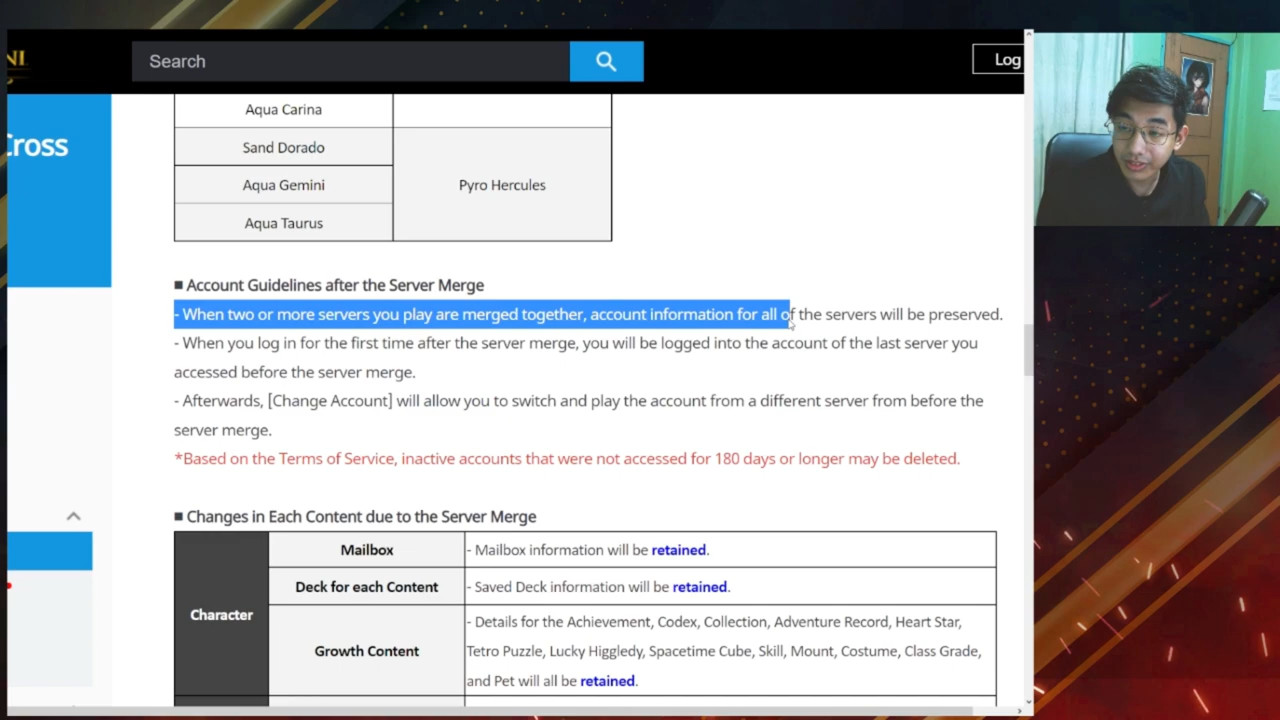 NI
Search
Log
Cross
Aqua Carina
Sand Dorado
Aqua Gemini
Aqua Taurus
Pyro Hercules
■ Account Guidelines after the Server Merge
- When two or more servers you play are merged together, account information for all of the servers will be preserved.
- When you log in for the first time after the server merge, you will be logged into the account of the last server you
accessed before the server merge.
- Afterwards, [Change Account] will allow you to switch and play the account from a different server from before the
server merge.
*Based on the Terms of Service, inactive accounts that were not accessed for 180 days or longer may be deleted.
■ Changes in Each Content due to the Server Merge
Character
Mailbox
- Mailbox information will be retained.
Deck for each Content
- Saved Deck information will be retained.
Growth Content
- Details for the Achievement, Codex, Collection, Adventure Record, Heart Star,
Tetro Puzzle, Lucky Higgledy, Spacetime Cube, Skill, Mount, Costume, Class Grade,
and Pet will all be retained.